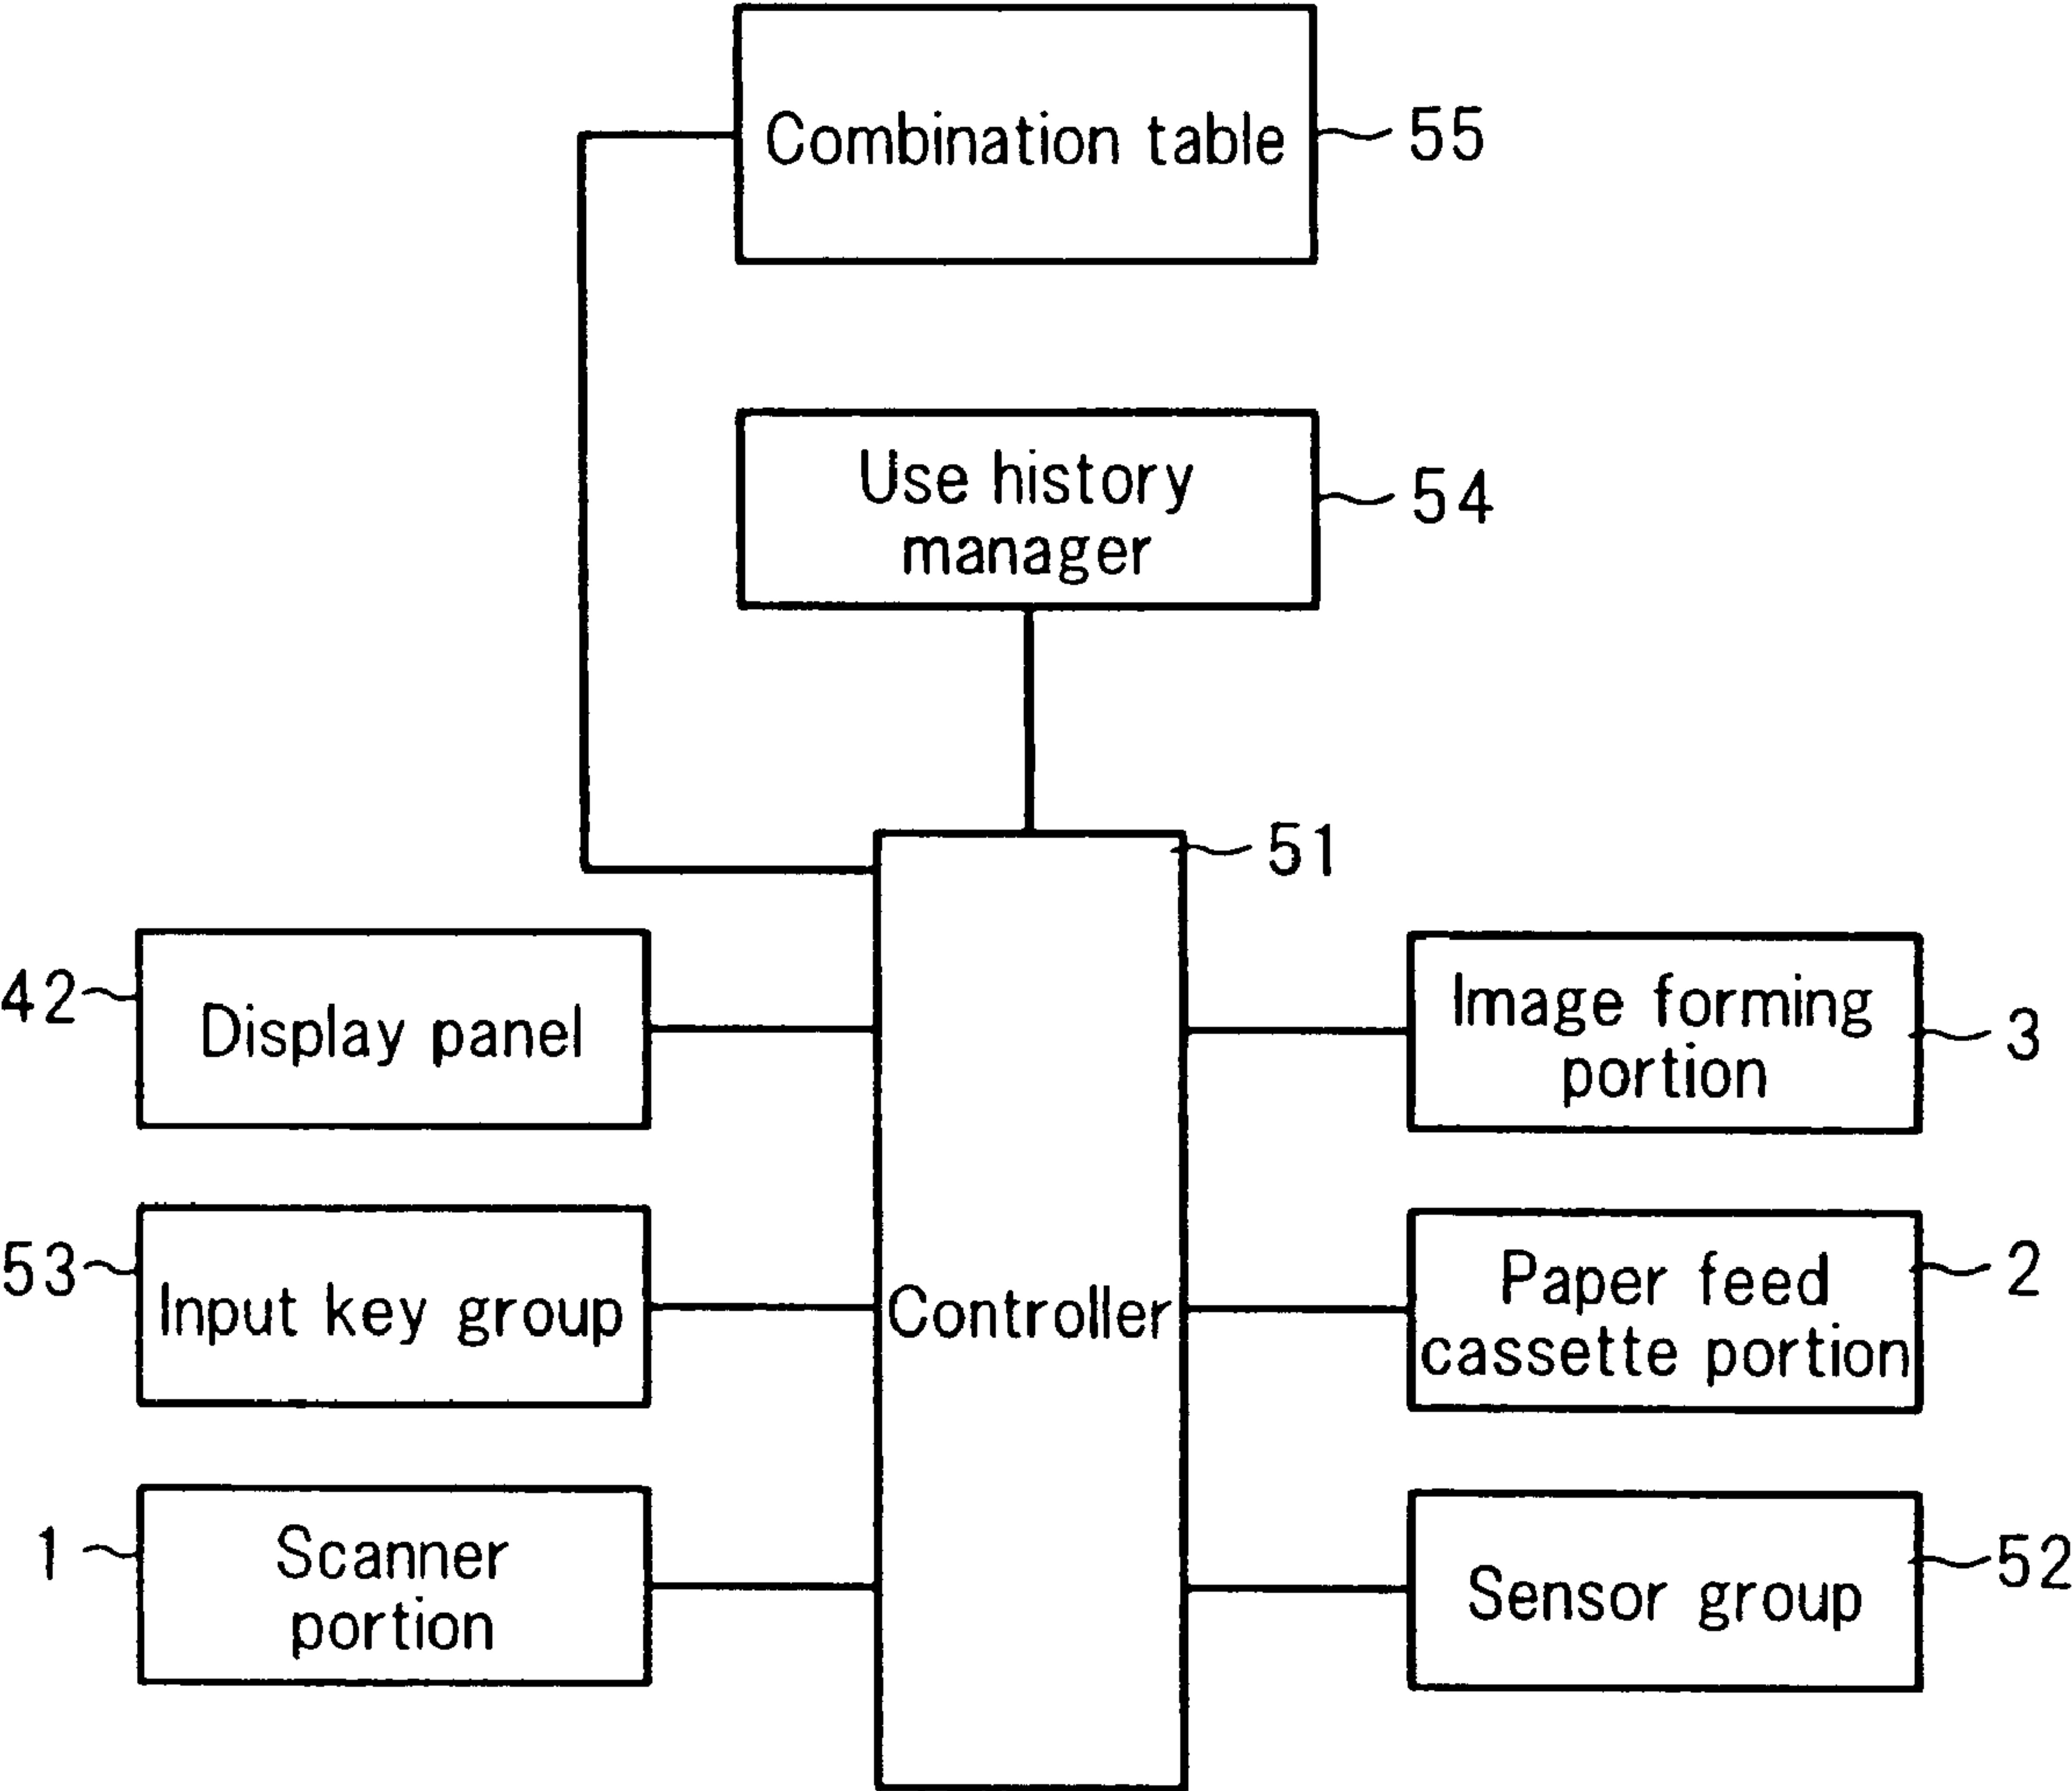 Combination table
55
Use history
manager
54
51
42
Display panel
Image forming
portion
3
53
Input key group
Controller
Paper feed
cassette portion
2
1
Scanner
portion
Sensor group
52